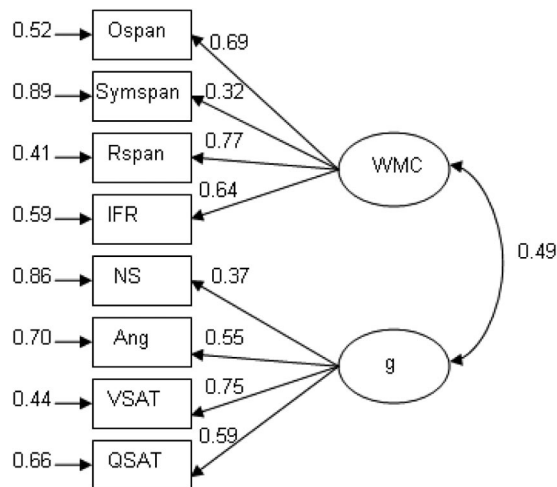 0.52 Ospan 0.69
0.89 Symspan 0.32
0.41 Rspan 0.77 WMC
0.59 IFR 0.64
0.49
0.86 NS 0.37
0.70 Ang 0.55 g
0.44 VSAT 0.75
0.59
0.66 QSAT